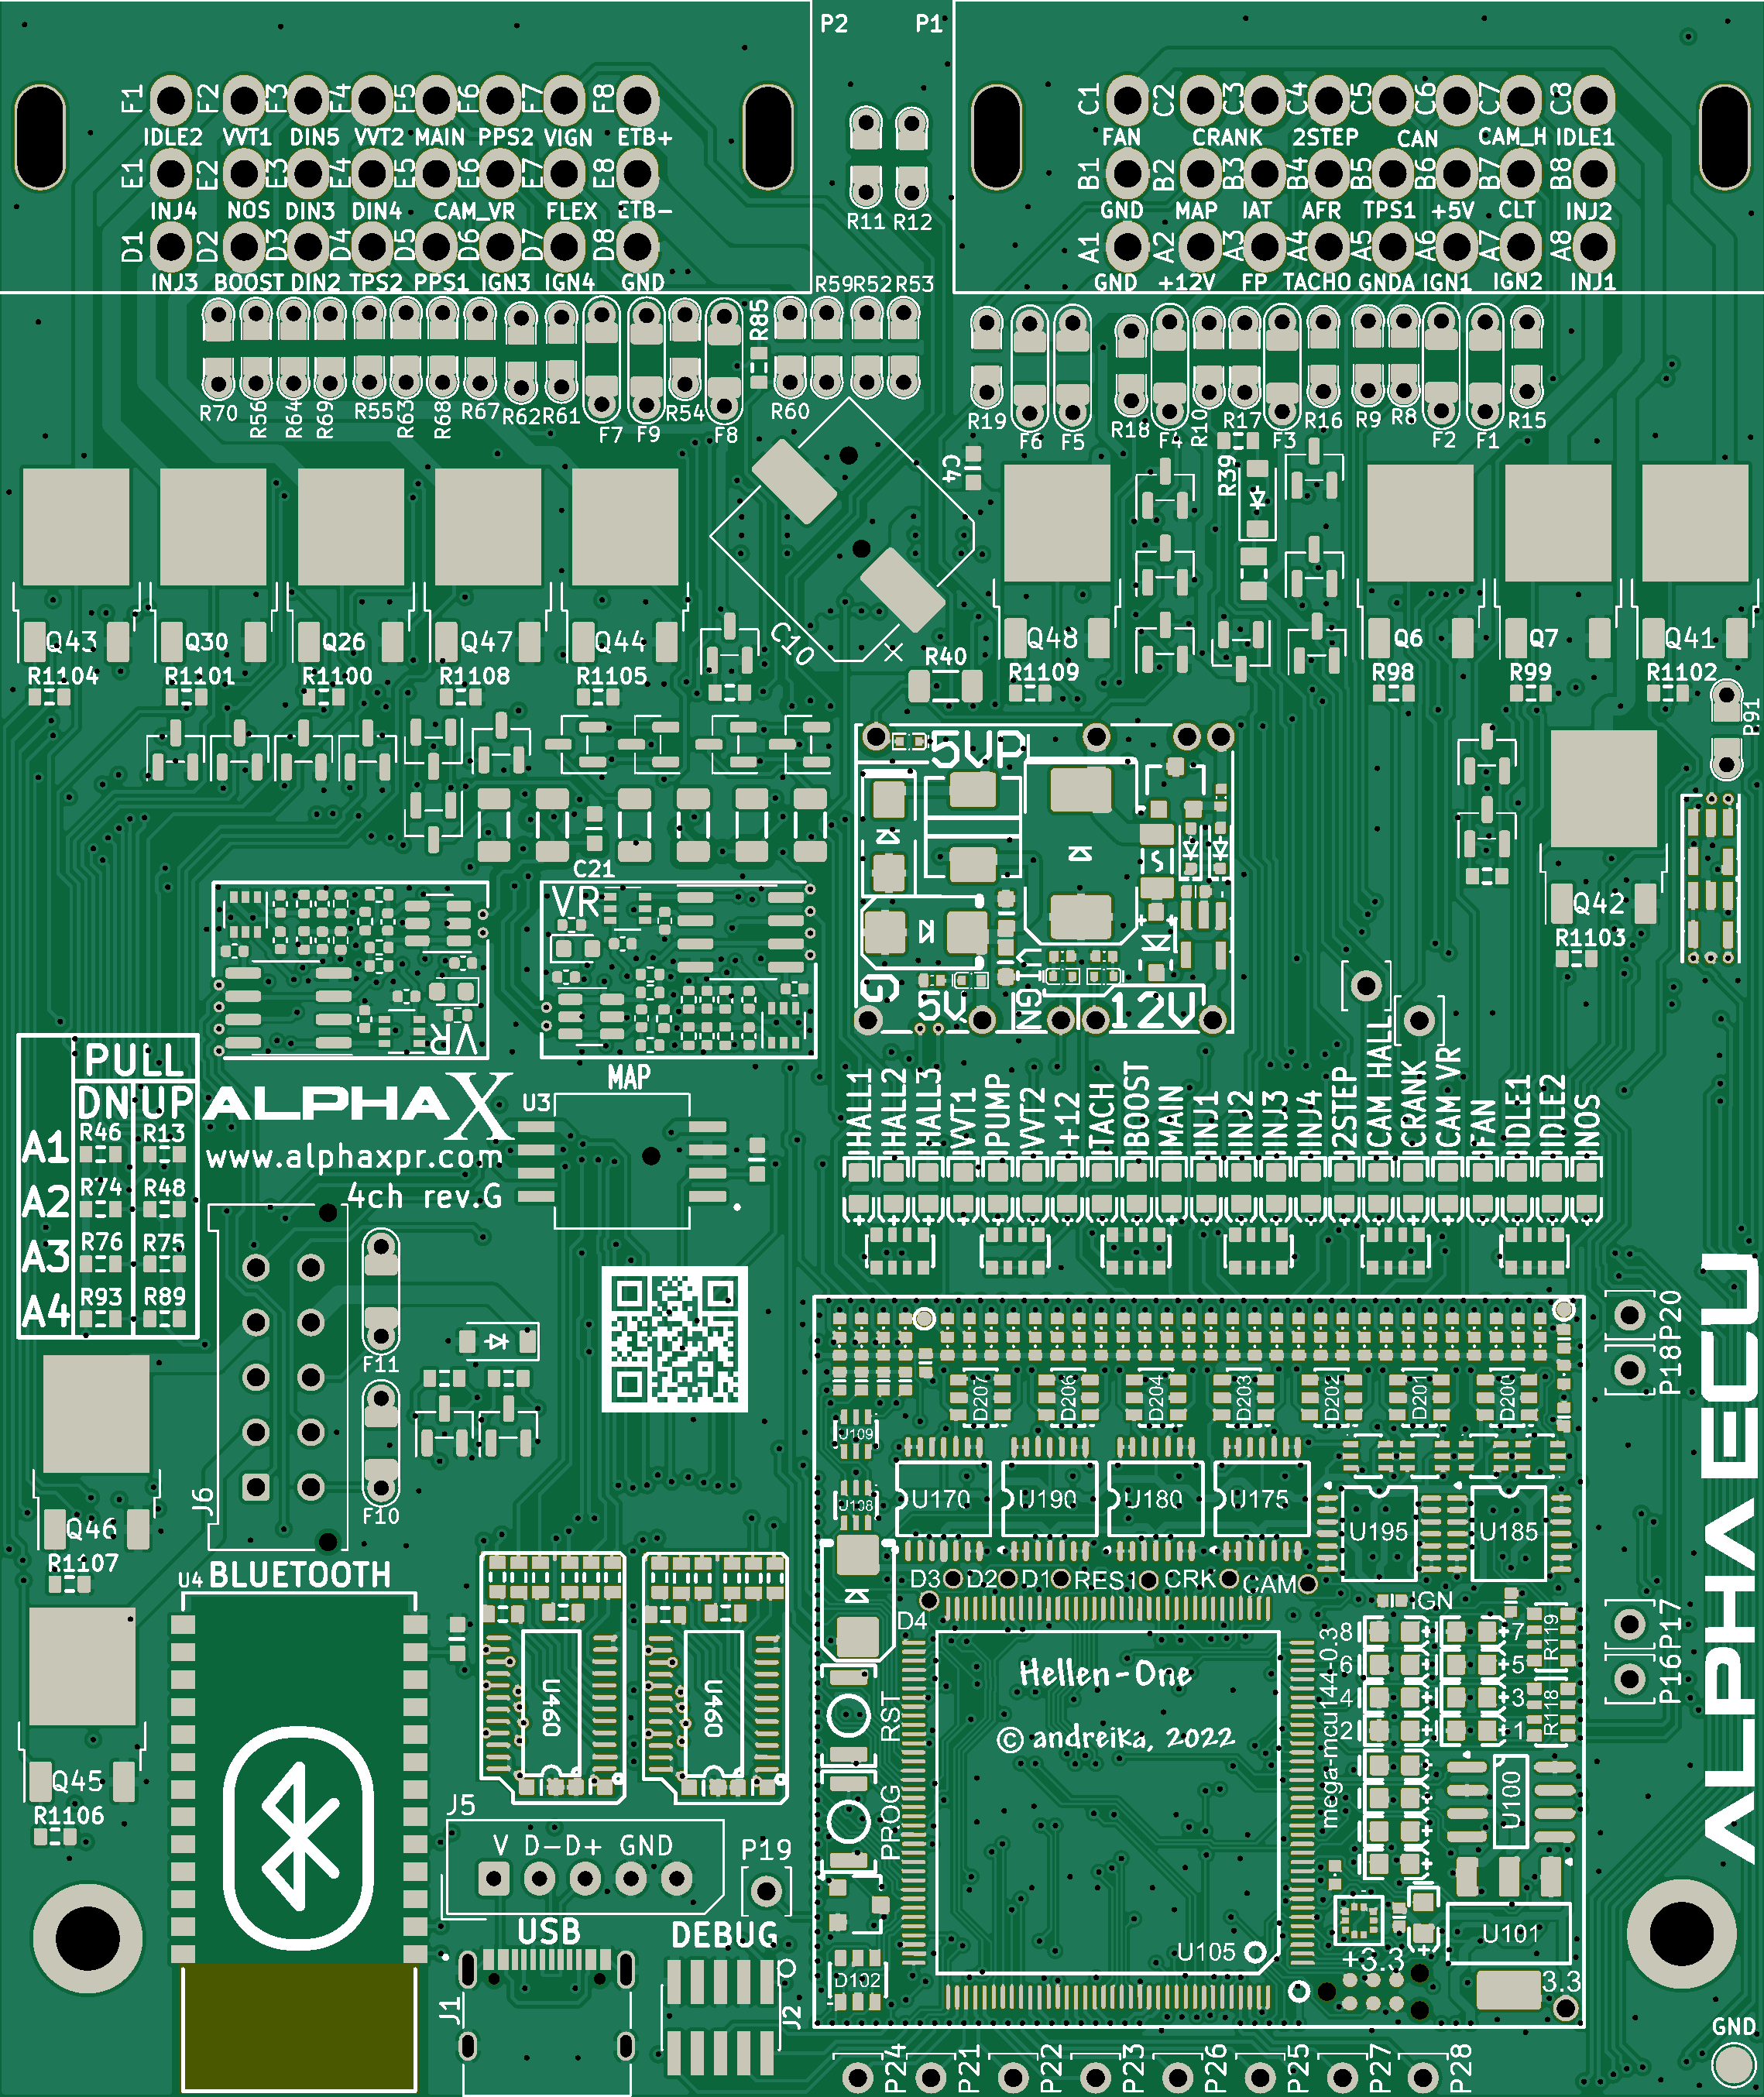 P2 P1
F1 F2 F3 F4 F5 F6 F7 F8
IDLE2 VVT1 DIN5 VVT2 MAIN PPS2 VIGN ETB+
E1 E2 E3 E4 E5 E6 E7 E8
INJ4 NOS DIN3 DIN4 CAM_VR FLEX ETB-
D1 D2 D3 D4 D5 D6 D7 D8
INJ3 BOOST DIN2 TPS2 PPS1 IGN3 IGN4 GND
R11 R12
C1 C2 C3 C4 C5 C6 C7 C8
FAN CRANK 2STEP CAN CAM_H IDLE1
B1 B2 B3 B4 B5 B6 B7 B8
GND MAP IAT AFR TPS1 +5V CLT INJ2
A1 A2 A3 A4 A5 A6 A7 A8
GND +12V FP TACHO GNDA IGN1 IGN2 INJ1
R59 R52 R53
R85
R70 R56 R64 R69 R55 R63 R68 R67 R62 R61 F7 F9 R54 F8 R60
R19 F6 F5 R18 F4 R10 R17 F3 R16 R9 R8 F2 F1 R15
C4 R39
C10
Q43 Q30 Q26 Q47 Q44 Q48 Q6 Q7 Q41
R1104 R1101 R1100 R1108 R1105 R40 R1109 R98 R99 R1102
R91
5VP
C21
VR
Q42
R1103
G 5V IGN 12V
VR
PULL
DN UP
A1 R46 R13
A2 R74 R48
A3 R76 R75
A4 R93 R89
ALPHAX
www.alphaxpr.com
4ch rev.G
MAP
U3
HALL1 HALL2 HALL3 VVT1 PUMP VVT2 +12 TACH BOOST MAIN INJ1 INJ2 INJ3 INJ4 2STEP CAM HALL CRANK CAM VR FAN IDLE1 IDLE2 NOS
F11
F10
J6
P20
P18
D207 D206 D204 D203 D202 D201 D200
U109
U108
U170 U190 U180 U175 U195 U185
D3 D2 D1 RES1 CRK CAM
D4
IGN
Q46
R1107
U4 BLUETOOTH
8 7
6 5
4 3
2 1
R119
R118
P17
P16
Hellen-One
© andreika, 2022
mega-mcu144-0.3
U460 U460
RST
PROG
Q45
R1106
U100
J5
V D- D+ GND
P19
USB
DEBUG
U105
U101
+3.3
3.3
D102
J1
J2
P24 P21 P22 P23 P26 P25 P27 P28
GND
ALPHA ECU